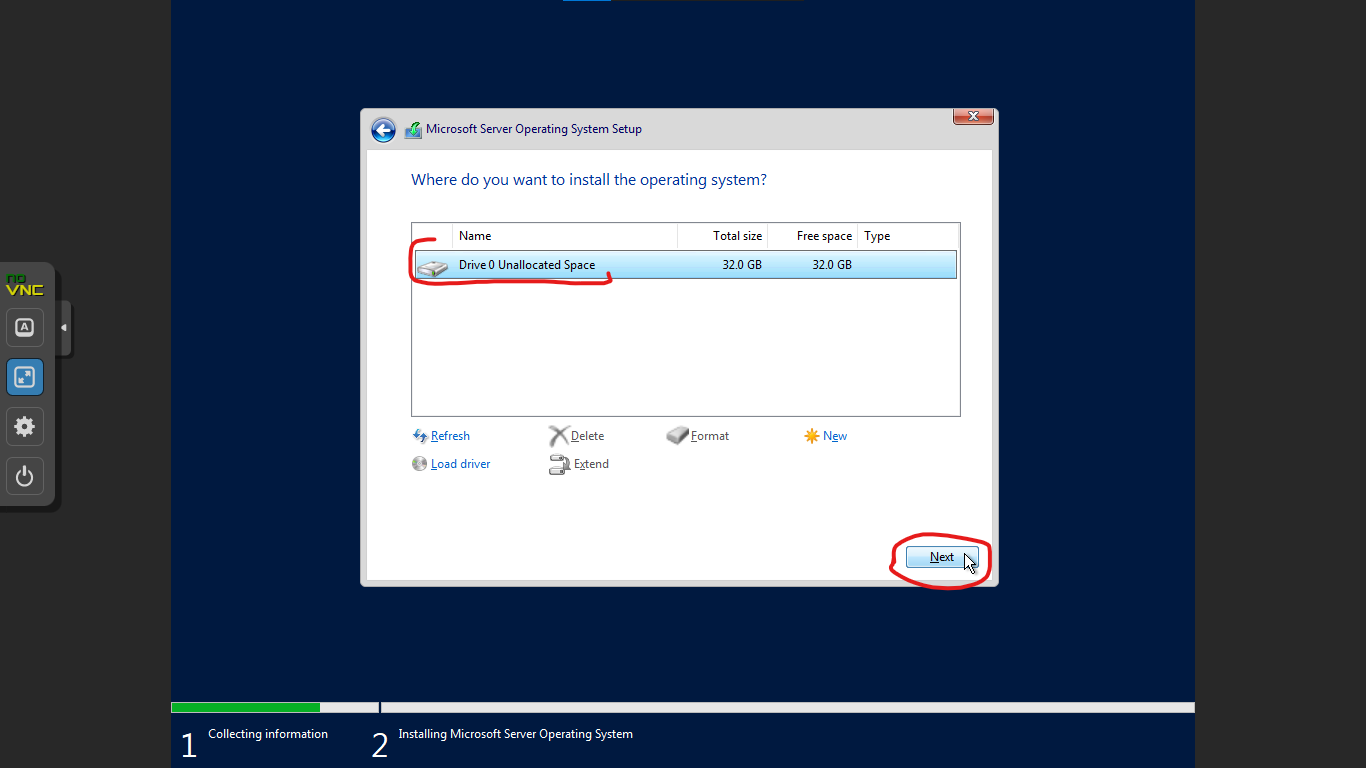 Microsoft Server Operating System Setup
Where do you want to install the operating system?
Name Total size Free space Type
Drive 0 Unallocated Space 32.0 GB 32.0 GB
no
VNC
A
Refresh Delete Format New
Load driver Extend
Next
1 Collecting information 2 Installing Microsoft Server Operating System